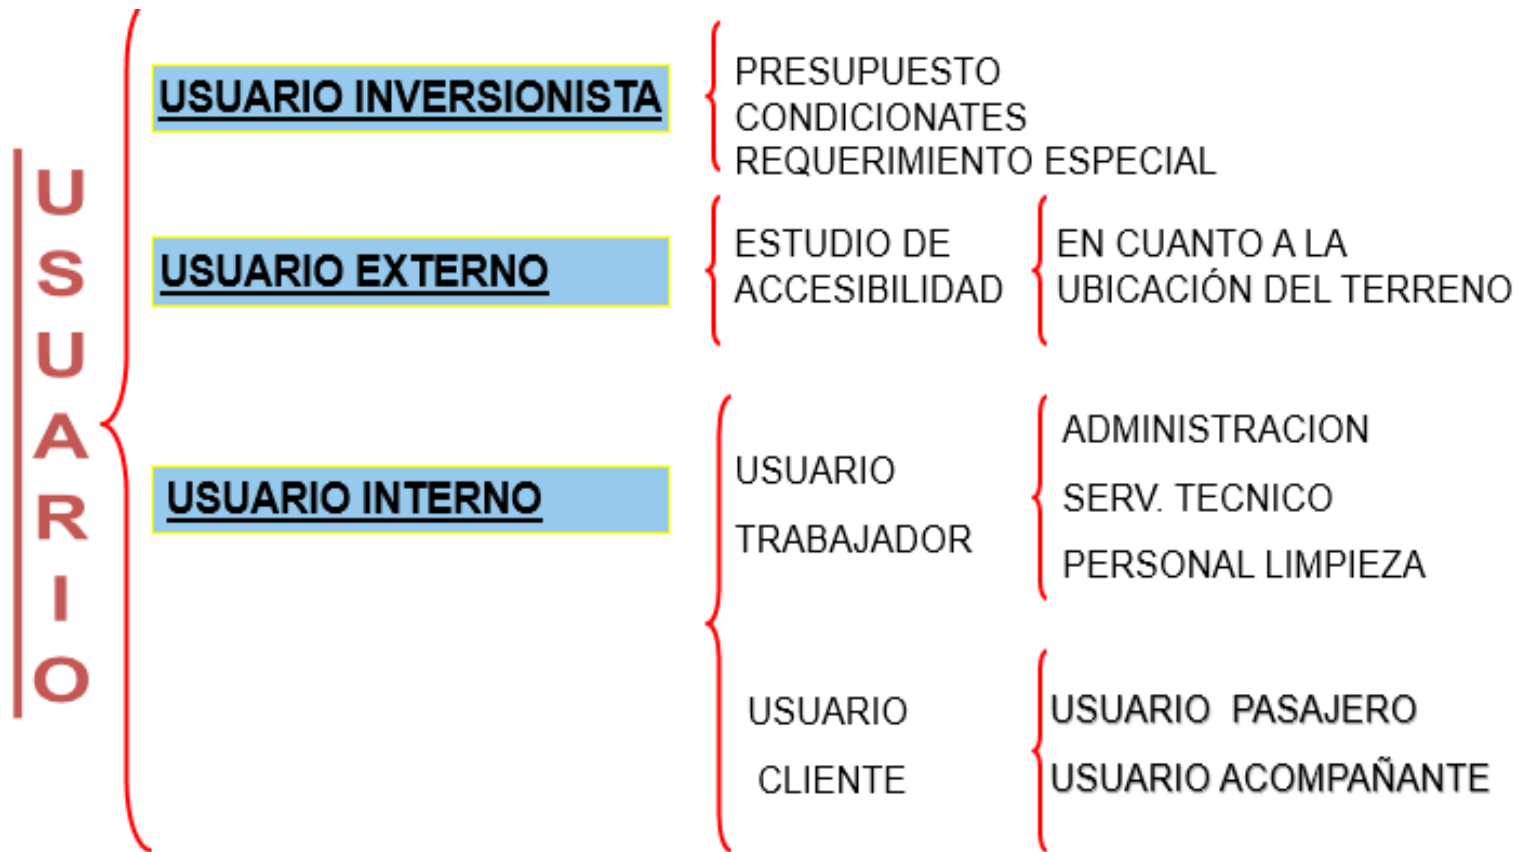 USUARIO
USUARIO INVERSIONISTA
PRESUPUESTO
CONDICIONATES
REQUERIMIENTO ESPECIAL
USUARIO EXTERNO
ESTUDIO DE
ACCESIBILIDAD
EN CUANTO A LA
UBICACIÓN DEL TERRENO
USUARIO INTERNO
USUARIO
TRABAJADOR
ADMINISTRACION
SERV. TECNICO
PERSONAL LIMPIEZA
USUARIO
CLIENTE
USUARIO PASAJERO
USUARIO ACOMPAÑANTE